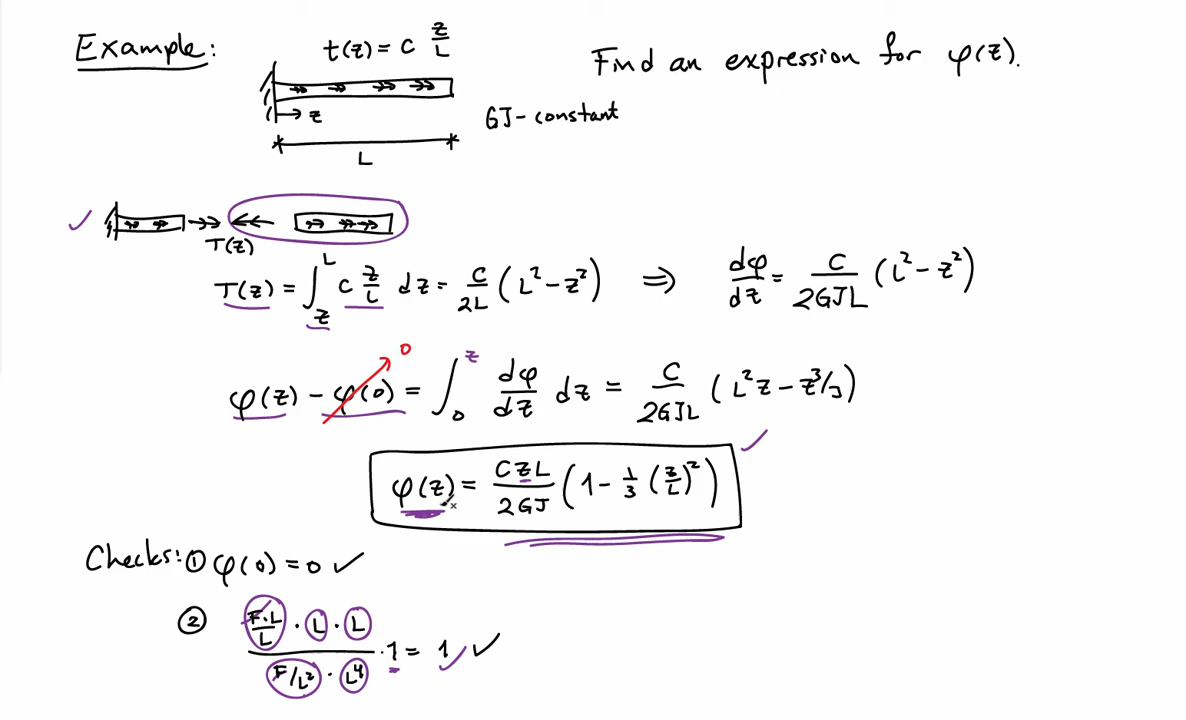 Example: t(z) = C z/L Find an expression for φ(z).
z GJ-constant
L
T(z)
T(z) = ∫_z^L C z/L dz = C/2L (L² - z²) ⟹ dφ/dz = C/2GJL (L² - z²)
φ(z) - φ(0) = ∫_0^z dφ/dz dz = C/2GJL (L²z - z³/3)
0
φ(z) = CzL/2GJ (1 - 1/3 (z/L)²)
Checks: ① φ(0) = 0 ✓
② (F·L/L · L · L)/(F/L² · L⁴) · 1 = 1 ✓